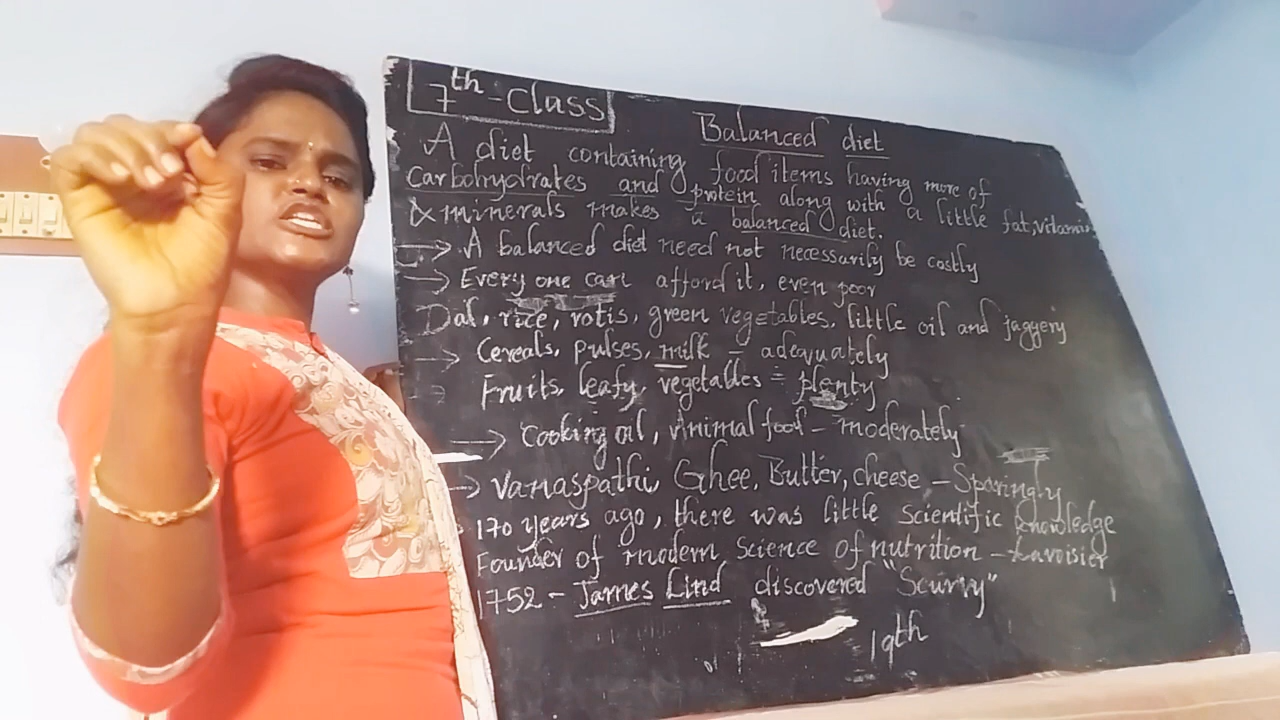 7th - Class
Balanced diet
A diet containing food items having more of
Carbohydrates and protein along with a little fat, vitamin
& minerals makes a balanced diet.
→ A balanced diet need not necessarily be costly
→ Every one can afford it, even poor
Dal, rice, rotis, green vegetables, little oil and jaggery
→ Cereals, pulses, milk = adequately
Fruits, leafy, vegetables = plenty
→ Cooking oil, Animal food - moderately
→ Vanaspathi, Ghee, Butter, cheese - Sparingly
170 years ago, there was little scientific knowledge
Founder of modern science of nutrition - Lavoisier
1752 - James Lind discovered "Scurvy"
19th